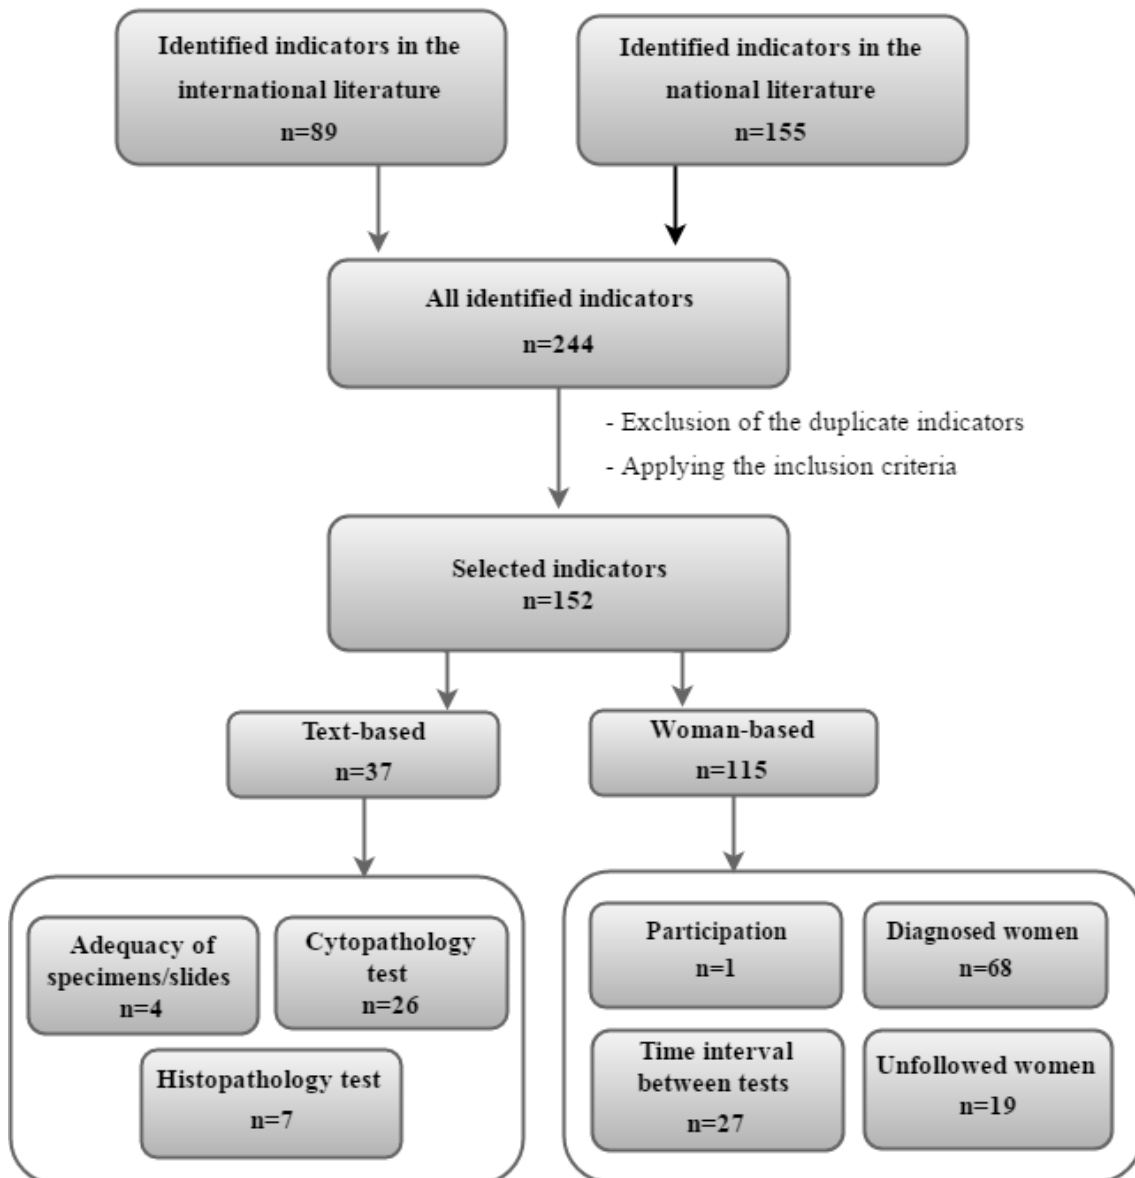 Identified indicators in the
international literature
n=89
Identified indicators in the
national literature
n=155
All identified indicators
n=244
- Exclusion of the duplicate indicators
- Applying the inclusion criteria
Selected indicators
n=152
Text-based
n=37
Woman-based
n=115
Adequacy of
specimens/slides
n=4
Cytopathology
test
n=26
Histopathology test
n=7
Participation
n=1
Diagnosed women
n=68
Time interval
between tests
n=27
Unfollowed women
n=19